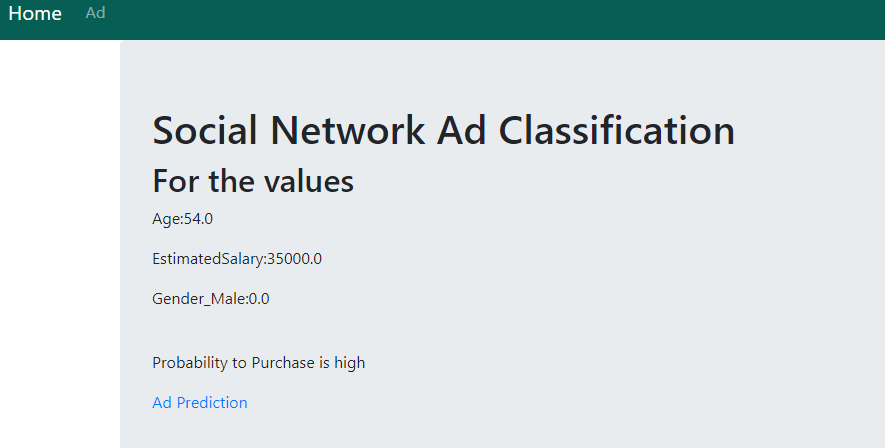 Home Ad
Social Network Ad Classification
For the values
Age:54.0
EstimatedSalary:35000.0
Gender_Male:0.0
Probability to Purchase is high
Ad Prediction